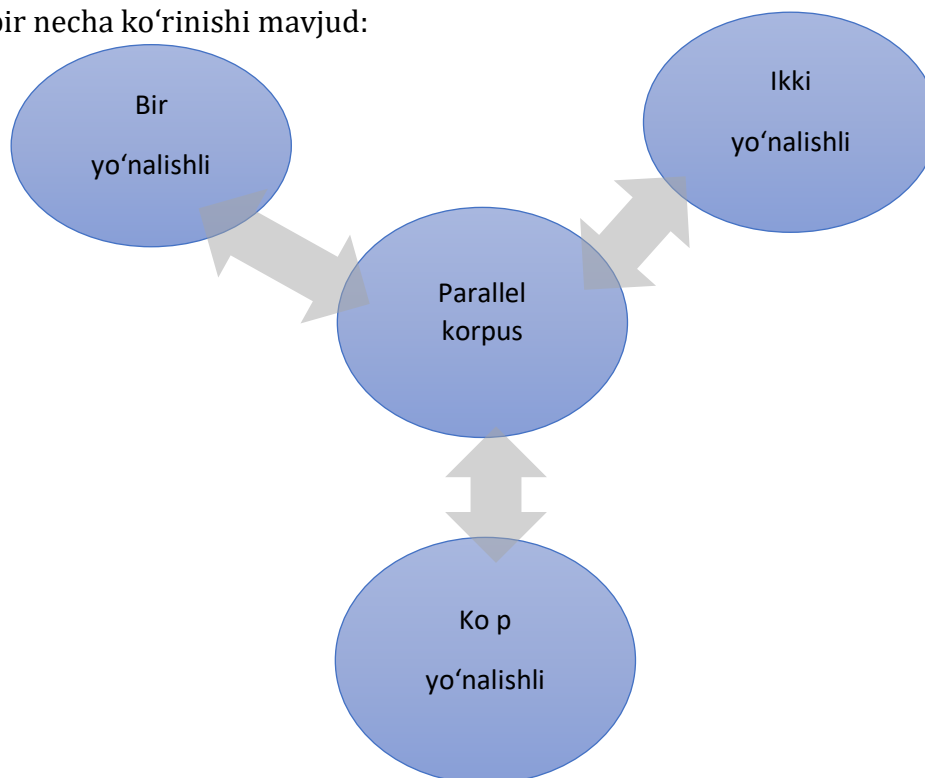 bir necha ko‘rinishi mavjud:
Bir
yo‘nalishli
Ikki
yo‘nalishli
Parallel
korpus
Ko p
yo‘nalishli